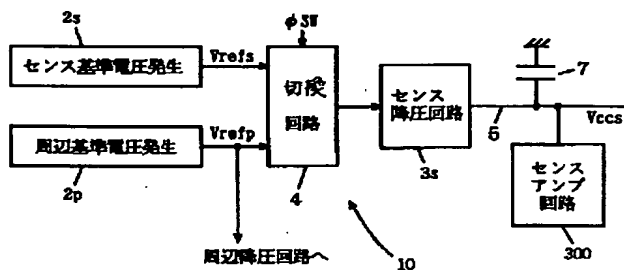 2s
φSW
センス基準電圧発生
Vrefs
切換
回路
センス
降圧回路
7
周辺基準電圧発生
Vrefp
5
Vccs
2p
4
3s
センス
アンプ
回路
周辺降圧回路へ
10
300